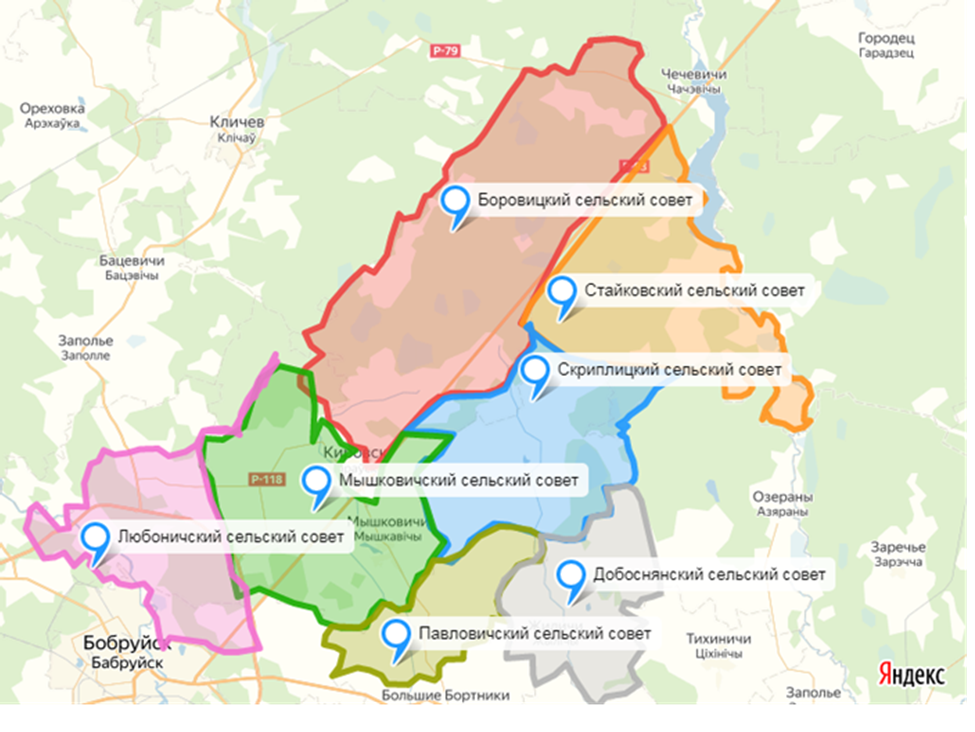 Городец
Гарадзец
Р-79
Чечевичи
Чачэвічы
Ореховка
Арэхаўка
Кличев
Клічаў
Боровицкий сельский совет
Бацевичи
Бацэвічы
Стайковский сельский совет
Заполье
Заполле
Скриплицкий сельский совет
Р-118
Мышковичский сельский совет
Озераны
Азяраны
Мышковичи
Мышкавічы
Любоничский сельский совет
Заречье
Зарэчча
Добоснянский сельский совет
Павловичский сельский совет
Бобруйск
Бабруйск
Тихиничи
Ціхінічы
Яндекс
Большие Бортники
Заполье